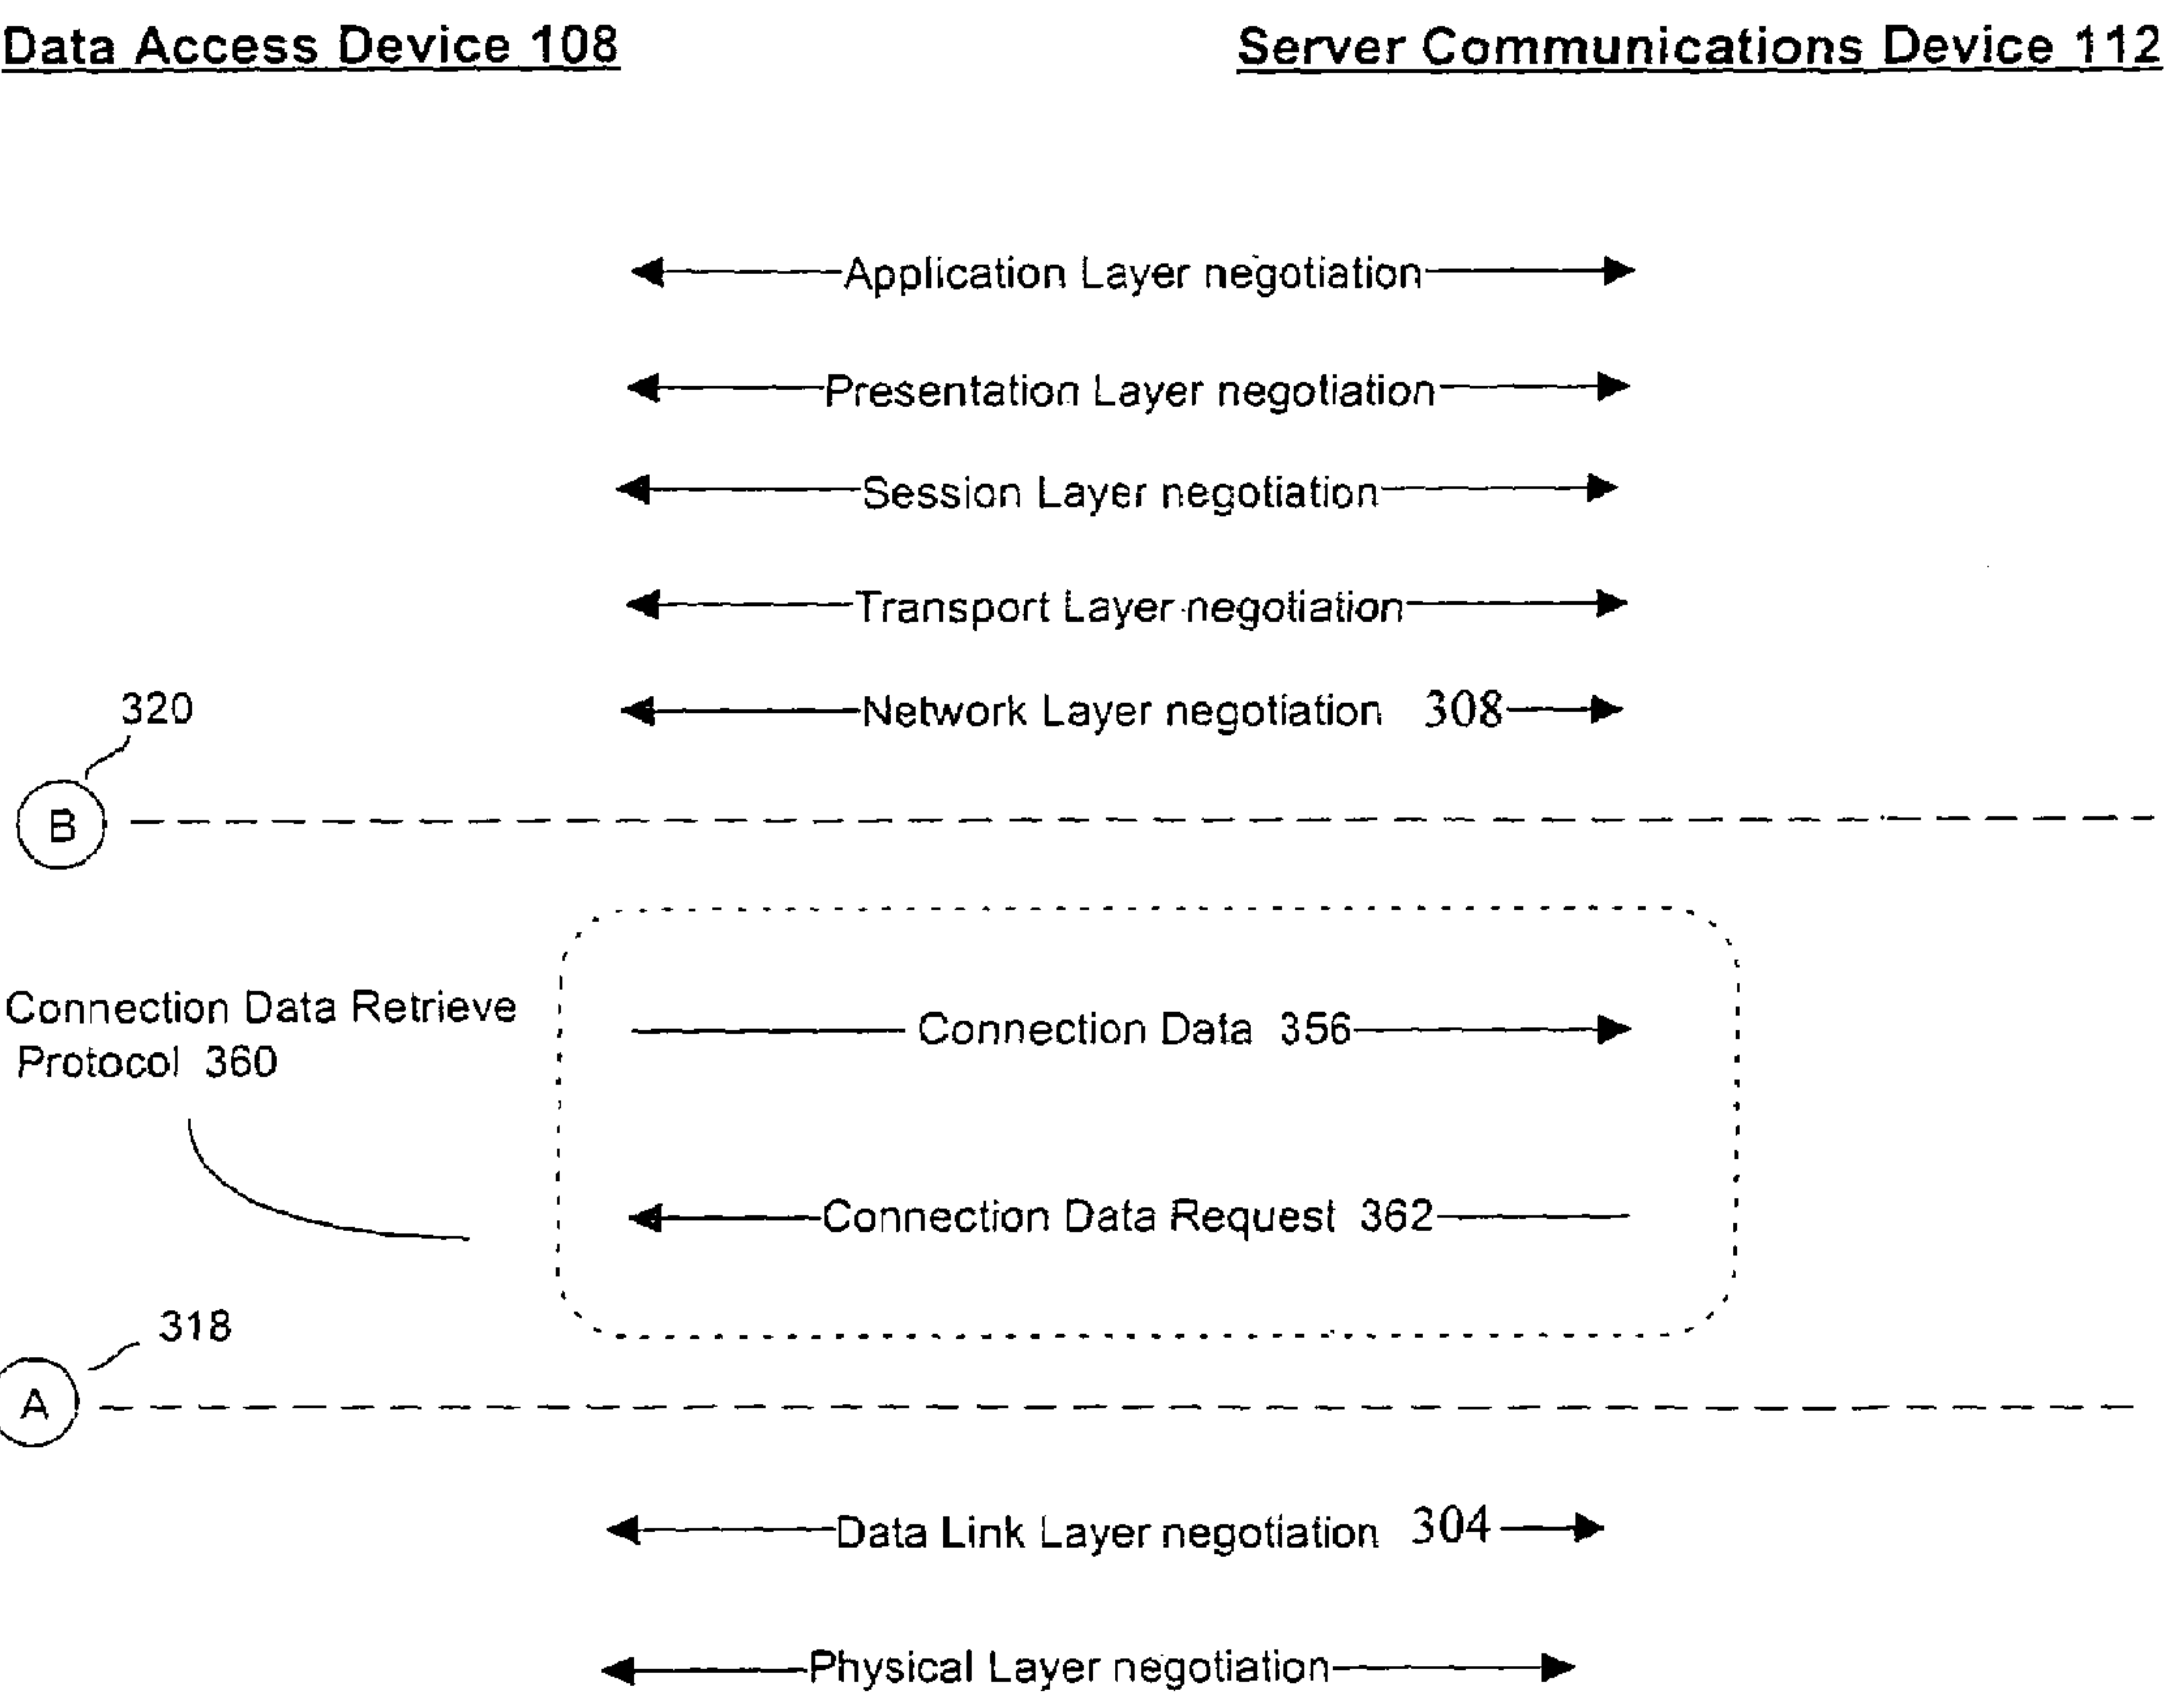 Data Access Device 108
Server Communications Device 112
Application Layer negotiation
Presentation Layer negotiation
Session Layer negotiation
Transport Layer negotiation
320
Network Layer negotiation 308
B
Connection Data Retrieve
Protocol 360
Connection Data 356
Connection Data Request 362
318
A
Data Link Layer negotiation 304
Physical Layer negotiation